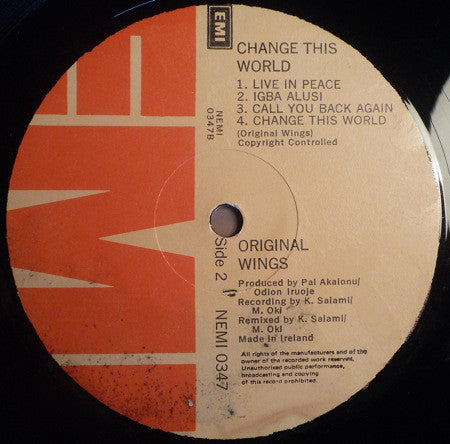 EMI
CHANGE THIS
WORLD
1. LIVE IN PEACE
2. IGBA ALUSI
3. CALL YOU BACK AGAIN
4. CHANGE THIS WORLD
(Original Wings)
Copyright Controlled
NEMI
0347B
ORIGINAL
WINGS
Side 2
NEMI 0347
Produced by Pal Akalonu/
Odion Iruoje
Recording by K. Salami/
M. Oki
Remixed by K. Salami/
M. Oki
Made in Ireland
All rights of the manufacturers and of the
owner of the recorded work reserved.
Unauthorised public performance,
broadcasting and copying
of this record prohibited.
EMI